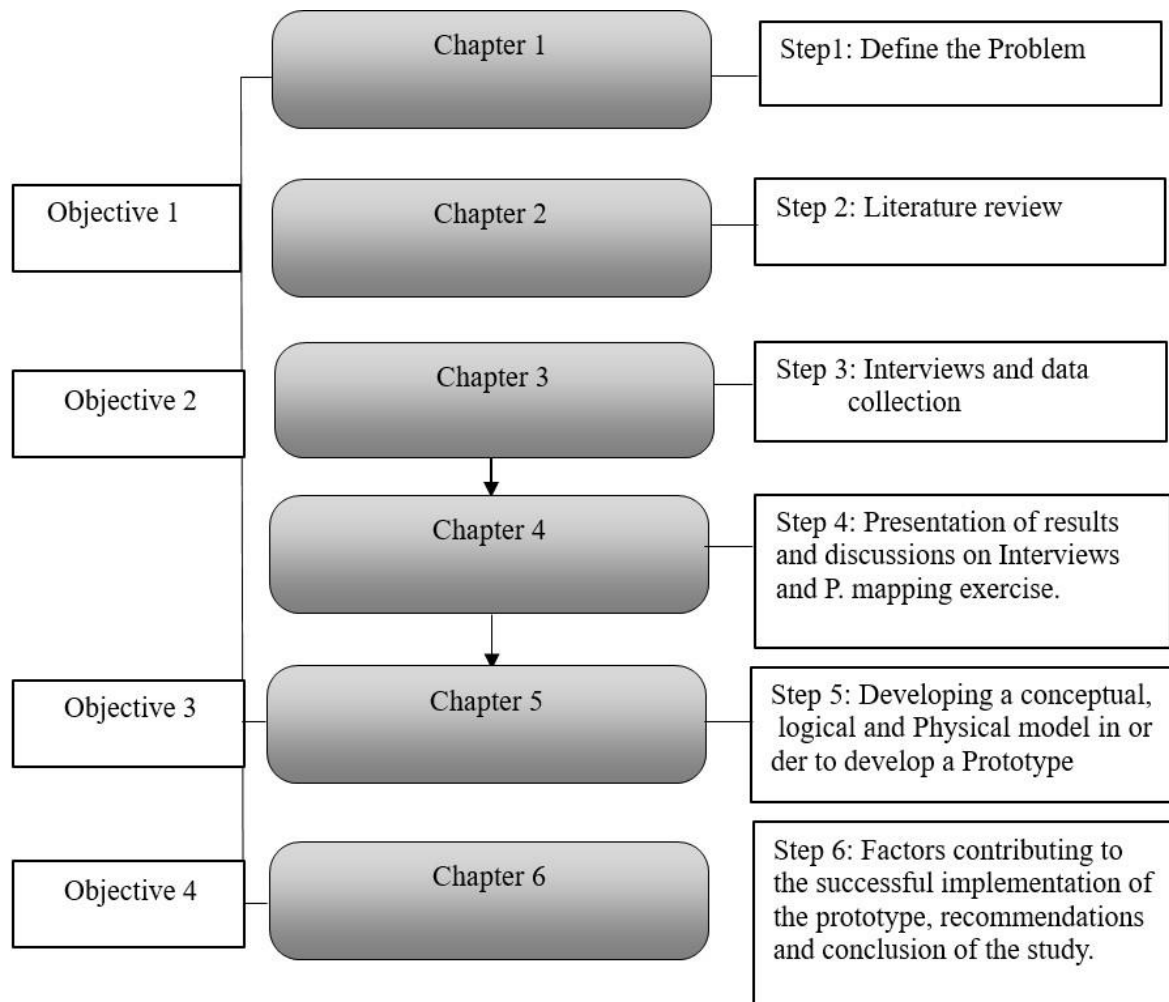 Chapter 1
Step1: Define the Problem
Objective 1
Chapter 2
Step 2: Literature review
Objective 2
Chapter 3
Step 3: Interviews and data
collection
Chapter 4
Step 4: Presentation of results
and discussions on Interviews
and P. mapping exercise.
Objective 3
Chapter 5
Step 5: Developing a conceptual,
logical and Physical model in or
der to develop a Prototype
Objective 4
Chapter 6
Step 6: Factors contributing to
the successful implementation of
the prototype, recommendations
and conclusion of the study.